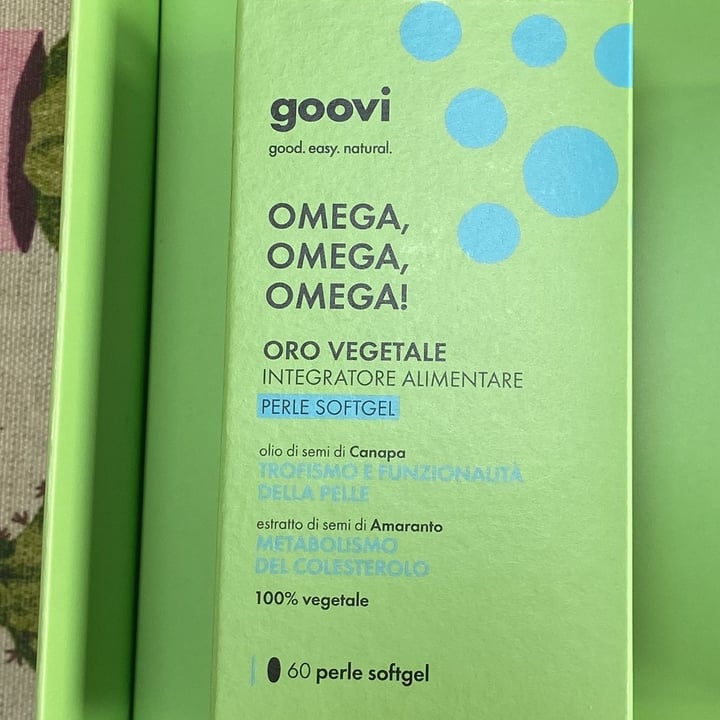 goovi
good. easy. natural.
OMEGA,
OMEGA,
OMEGA!
ORO VEGETALE
INTEGRATORE ALIMENTARE
PERLE SOFTGEL
olio di semi di Canapa
TROFISMO E FUNZIONALITÀ
DELLA PELLE
estratto di semi di Amaranto
METABOLISMO
DEL COLESTEROLO
100% vegetale
60 perle softgel